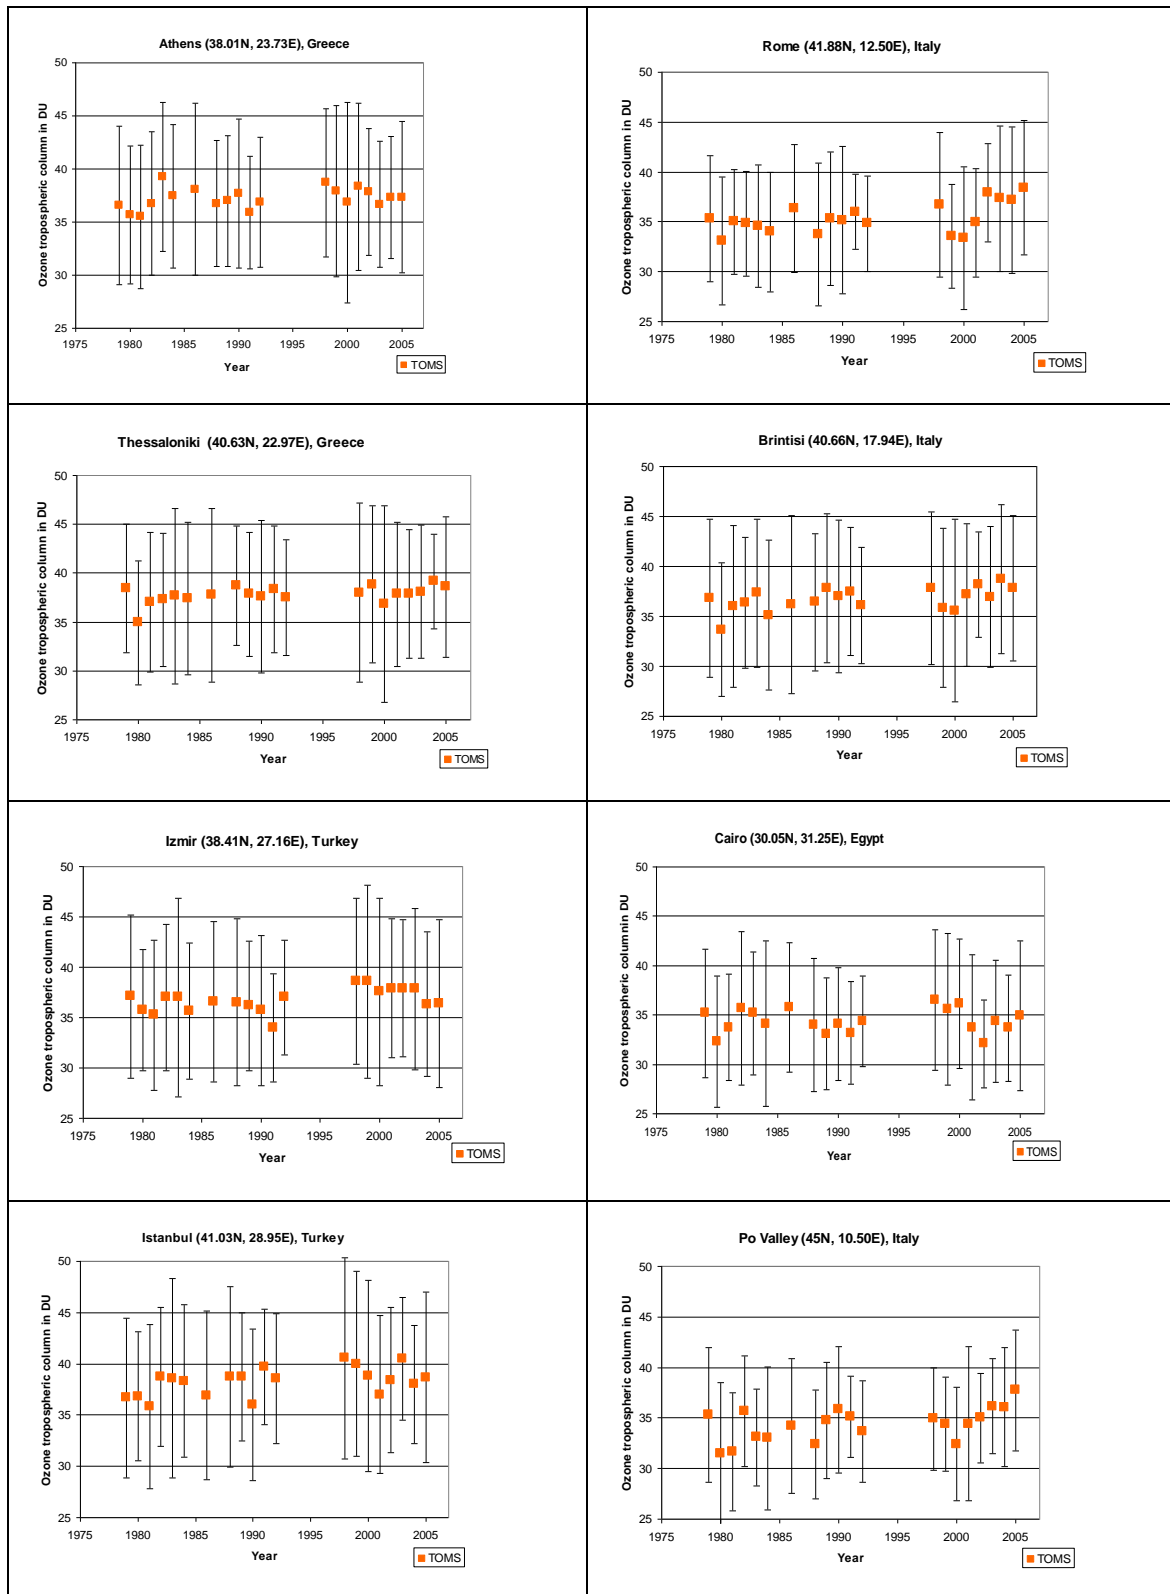 Athens (38.01N, 23.73E), Greece
Ozone tropospheric column in DU
50
45
40
35
30
25
1975 1980 1985 1990 1995 2000 2005
Year
TOMS
Rome (41.88N, 12.50E), Italy
Ozone tropospheric column in DU
50
45
40
35
30
25
1975 1980 1985 1990 1995 2000 2005
Year
TOMS
Thessaloniki (40.63N, 22.97E), Greece
Ozone tropospheric column in DU
50
45
40
35
30
25
1975 1980 1985 1990 1995 2000 2005
Year
TOMS
Brintisi (40.66N, 17.94E), Italy
Ozone tropospheric column in DU
50
45
40
35
30
25
1975 1980 1985 1990 1995 2000 2005
Year
TOMS
Izmir (38.41N, 27.16E), Turkey
Ozone tropospheric column in DU
50
45
40
35
30
25
1975 1980 1985 1990 1995 2000 2005
Year
TOMS
Cairo (30.05N, 31.25E), Egypt
Ozone tropospheric columnin DU
50
45
40
35
30
25
1975 1980 1985 1990 1995 2000 2005
Year
TOMS
Istanbul (41.03N, 28.95E), Turkey
Ozone tropospheric column in DU
50
45
40
35
30
25
1975 1980 1985 1990 1995 2000 2005
Year
TOMS
Po Valley (45N, 10.50E), Italy
Ozone tropospheric column in DU
50
45
40
35
30
25
1975 1980 1985 1990 1995 2000 2005
Year
TOMS